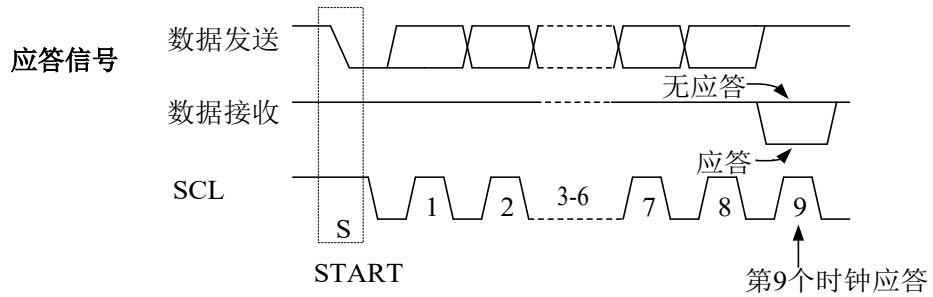 应答信号
数据发送
无应答
数据接收
应答
SCL
1 2 3-6 7 8 9
S
START
第9个时钟应答